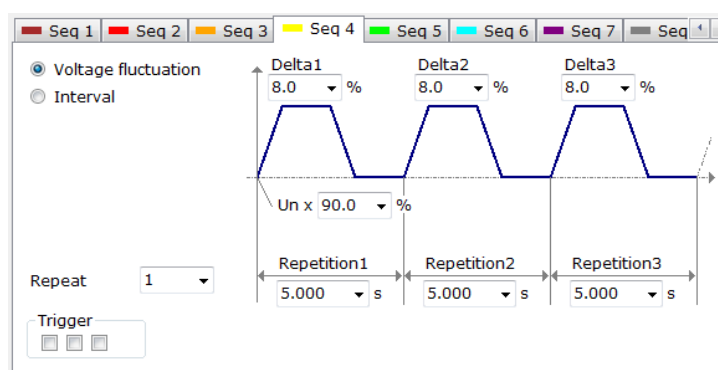 Seq 1 Seq 2 Seq 3 Seq 4 Seq 5 Seq 6 Seq 7 Seq
Voltage fluctuation
Interval
Delta1 Delta2 Delta3
8.0 % 8.0 % 8.0 %
Un x 90.0 %
Repeat 1
Repetition1 Repetition2 Repetition3
5.000 s 5.000 s 5.000 s
Trigger